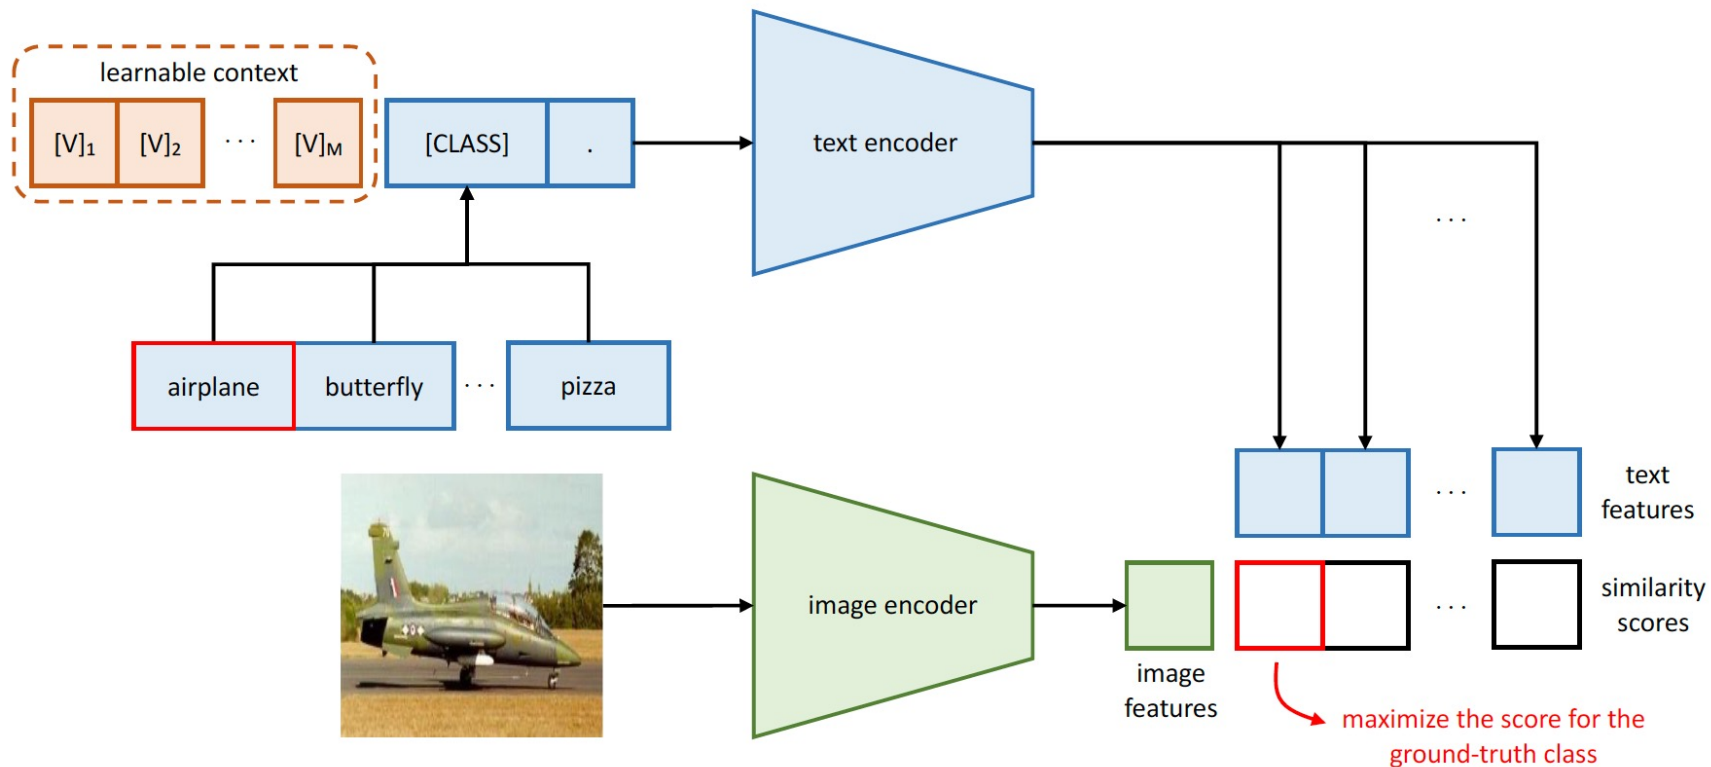 learnable context
[V]₁ [V]₂ ... [V]M [CLASS] .
text encoder
...
airplane butterfly ... pizza
... text
features
image encoder
... similarity
scores
image
features
maximize the score for the
ground-truth class